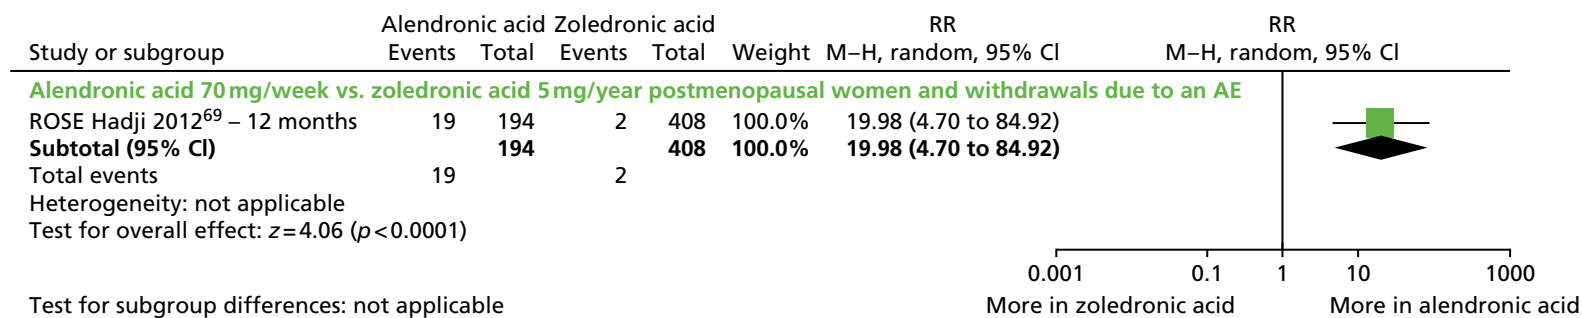 Alendronic acid Zoledronic acid RR RR
Study or subgroup Events Total Events Total Weight M–H, random, 95% Cl M–H, random, 95% Cl
Alendronic acid 70 mg/week vs. zoledronic acid 5 mg/year postmenopausal women and withdrawals due to an AE
ROSE Hadji 2012⁶⁹ – 12 months 19 194 2 408 100.0% 19.98 (4.70 to 84.92)
Subtotal (95% Cl) 194 408 100.0% 19.98 (4.70 to 84.92)
Total events 19 2
Heterogeneity: not applicable
Test for overall effect: z=4.06 (p<0.0001)
0.001 0.1 1 10 1000
Test for subgroup differences: not applicable More in zoledronic acid More in alendronic acid